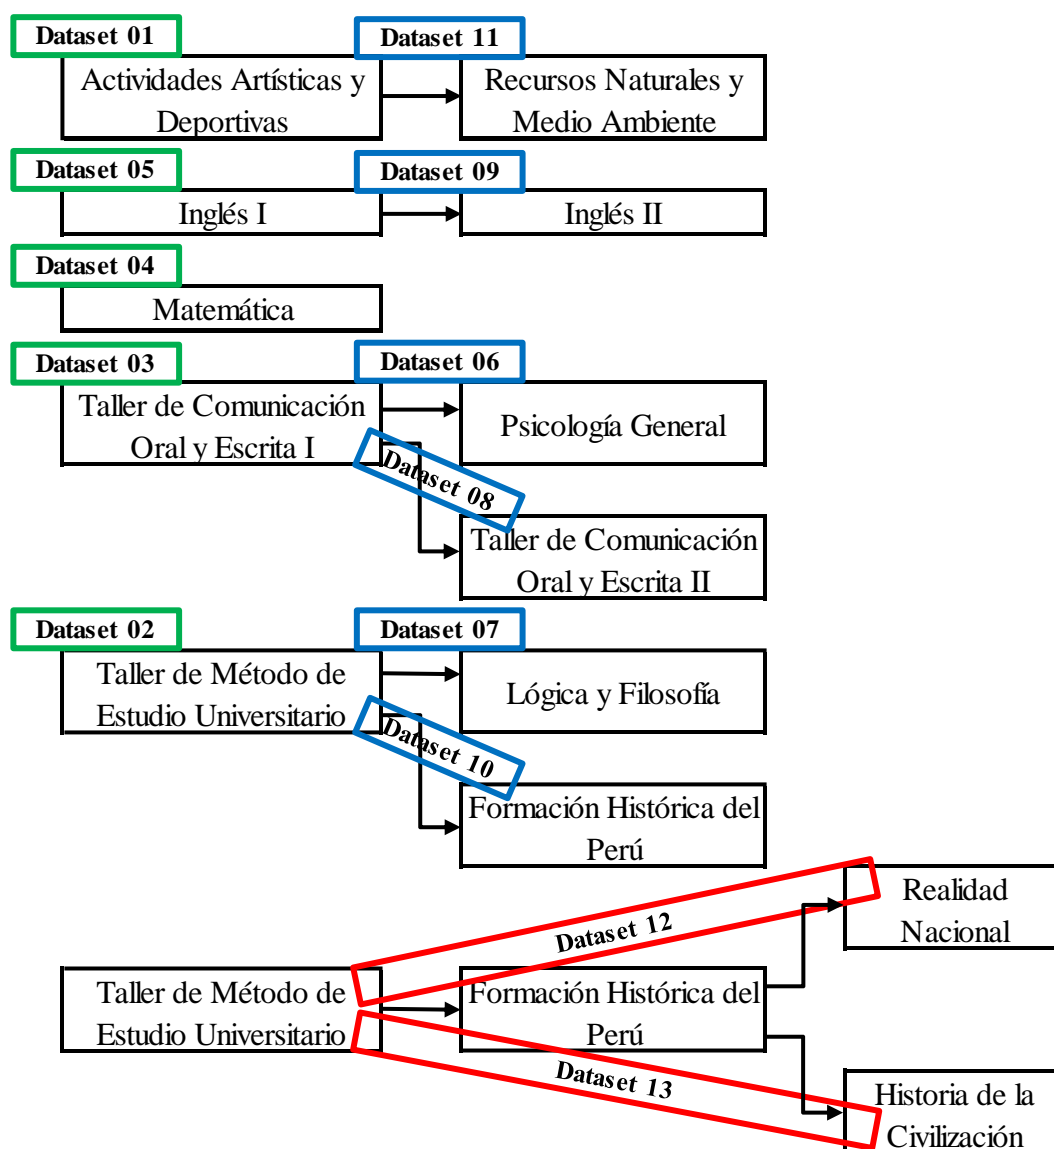 Dataset 01
Dataset 11
Actividades Artísticas y
Deportivas
Recursos Naturales y
Medio Ambiente
Dataset 05
Dataset 09
Inglés I
Inglés II
Dataset 04
Matemática
Dataset 03
Dataset 06
Taller de Comunicación
Oral y Escrita I
Psicología General
Dataset 08
Taller de Comunicación
Oral y Escrita II
Dataset 02
Dataset 07
Taller de Método de
Estudio Universitario
Lógica y Filosofía
Dataset 10
Formación Histórica del
Perú
Realidad
Nacional
Dataset 12
Taller de Método de
Estudio Universitario
Formación Histórica del
Perú
Dataset 13
Historia de la
Civilización